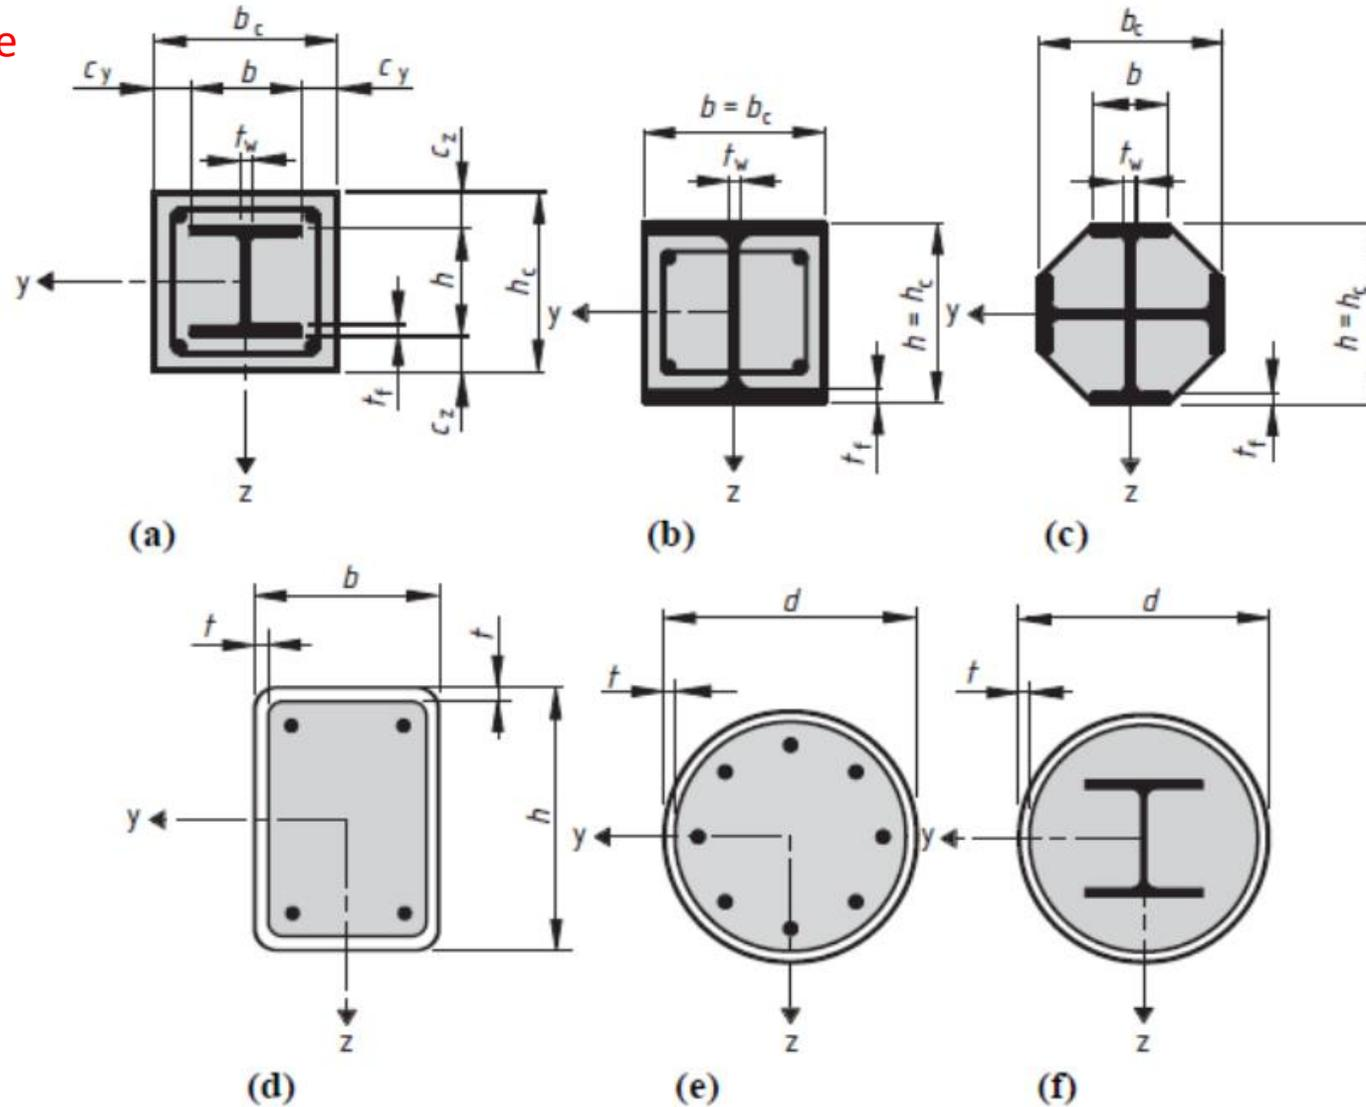 e
b_c
c_y b c_y
t_w
c_z
y
h
h_c
t_f
c_z
z
(a)
b = b_c
t_w
y
h = h_c
t_f
z
(b)
b_c
b
t_w
y
h = h_c
t_f
z
(c)
b
t
t
y
h
z
(d)
d
t
y
z
(e)
d
t
y
z
(f)